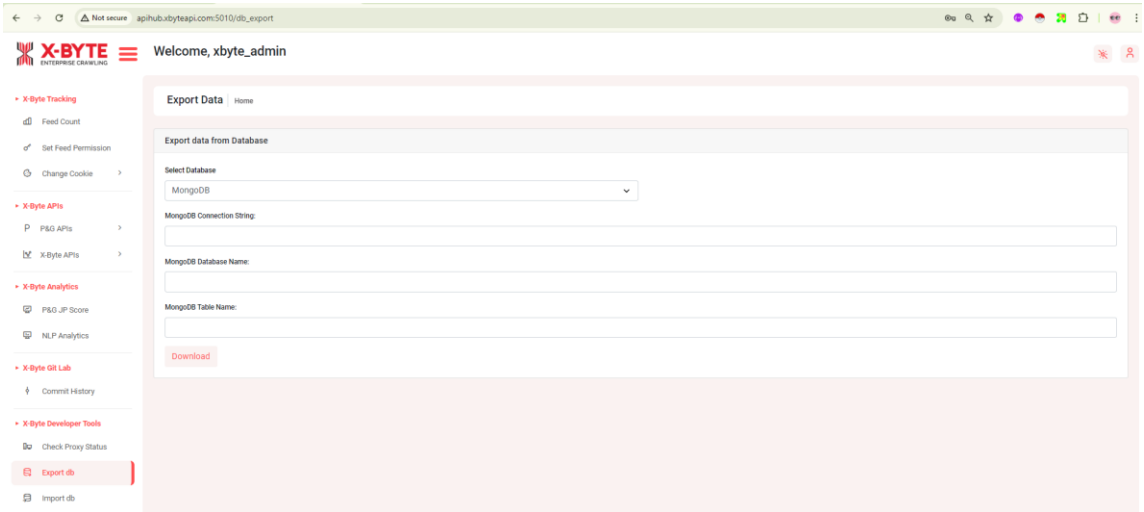 Not secure apihub.xbyteapi.com:5010/db_export
X-BYTE
ENTERPRISE CRAWLING
Welcome, xbyte_admin
X-Byte Tracking
Feed Count
Set Feed Permission
Change Cookie
X-Byte APIs
P P&G APIs
X-Byte APIs
X-Byte Analytics
P&G JP Score
NLP Analytics
X-Byte Git Lab
Commit History
X-Byte Developer Tools
Check Proxy Status
Export db
Import db
Export Data Home
Export data from Database
Select Database
MongoDB
MongoDB Connection String:
MongoDB Database Name:
MongoDB Table Name:
Download